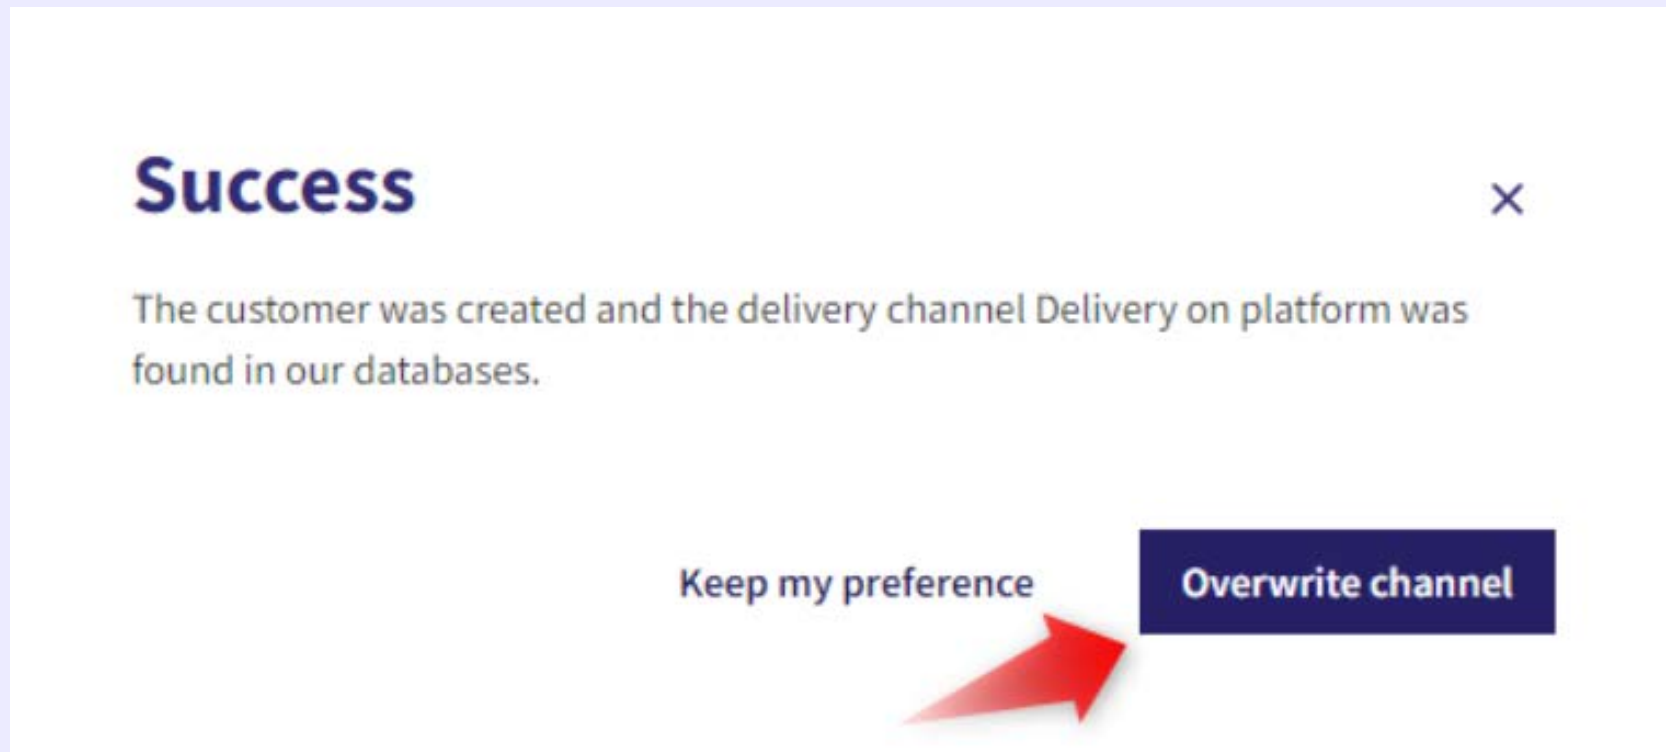 Success
The customer was created and the delivery channel Delivery on platform was
found in our databases.
Keep my preference
Overwrite channel